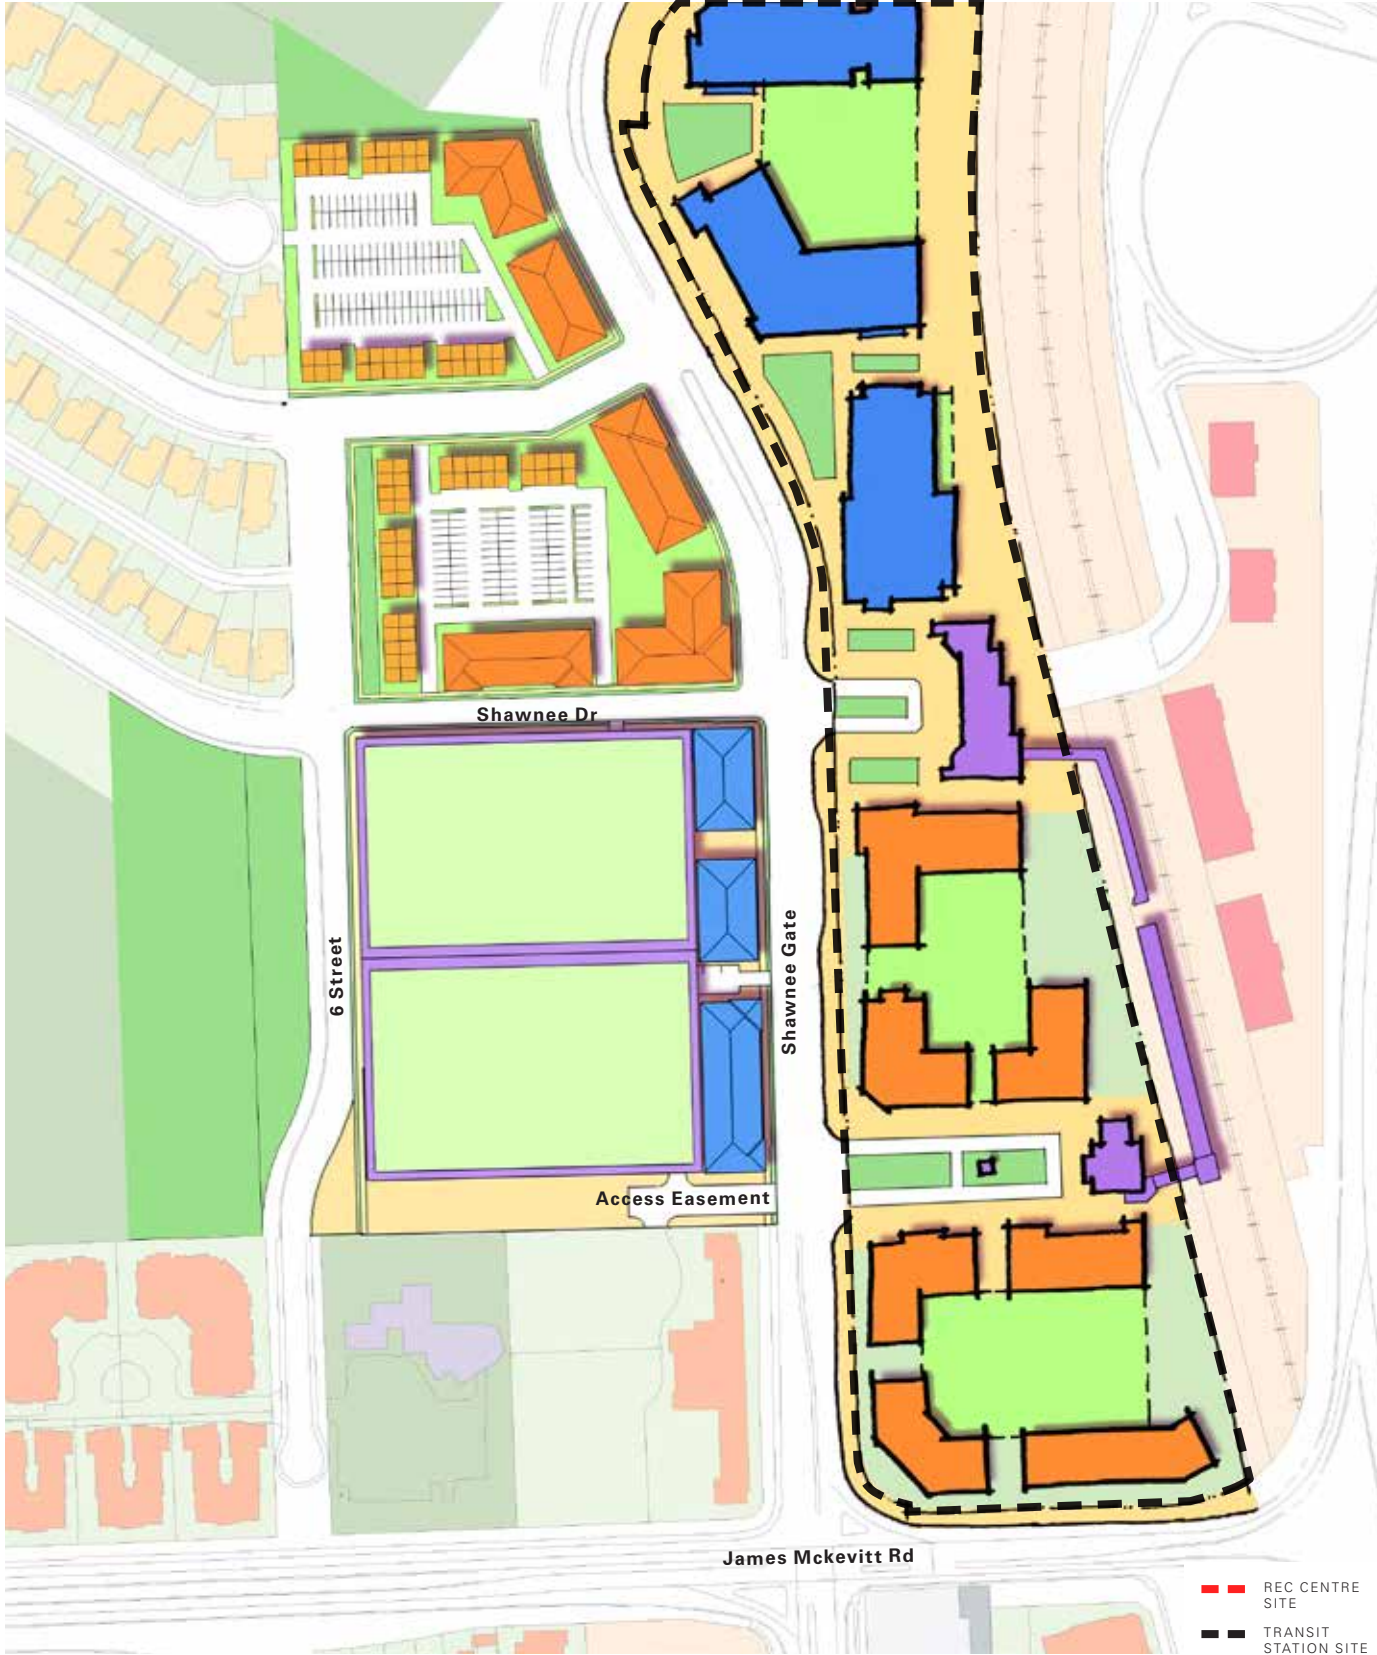 Shawnee Dr
6 Street
Shawnee Gate
Access Easement
James Mckevitt Rd
REC CENTRE
SITE
TRANSIT
STATION SITE